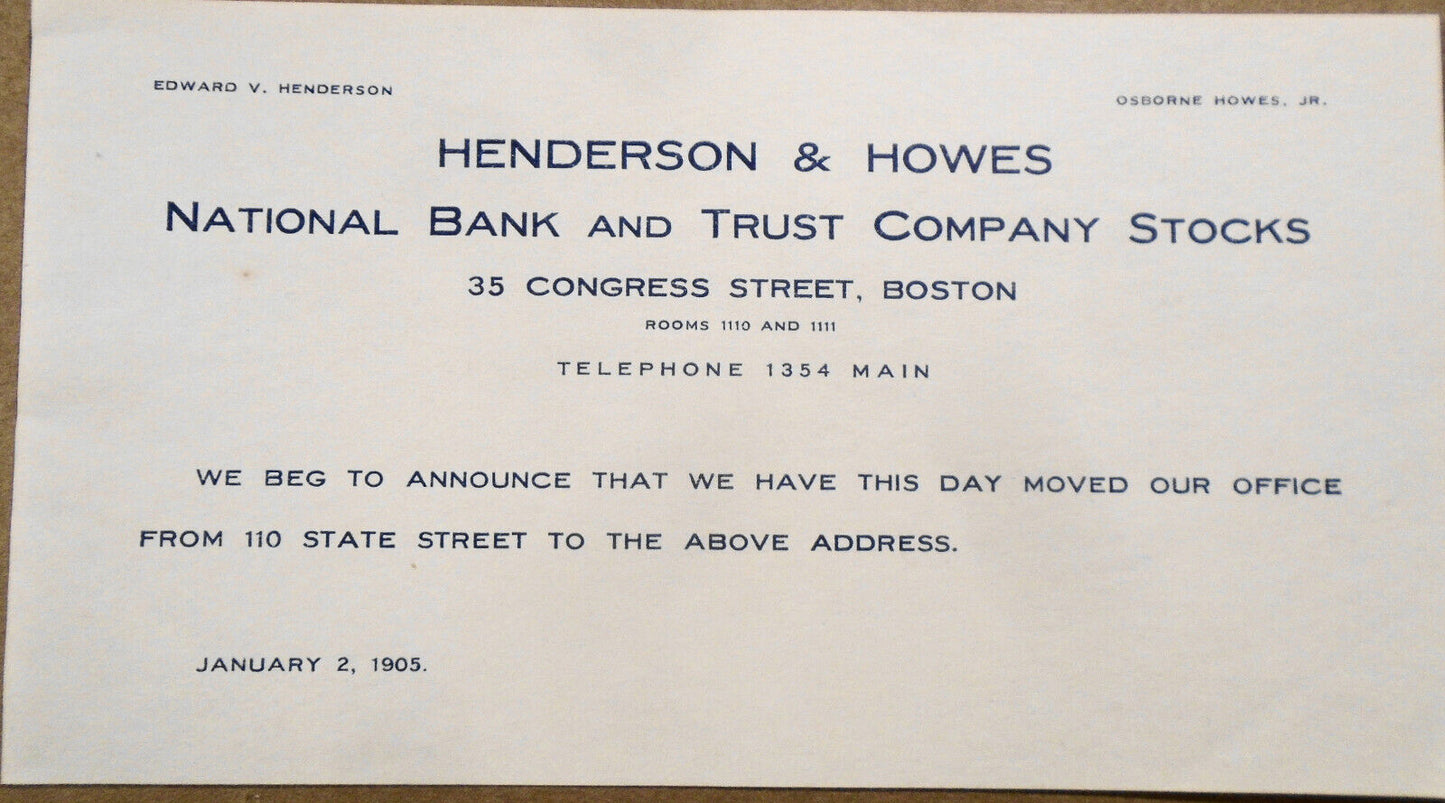 EDWARD V. HENDERSON
OSBORNE HOWES, JR.
HENDERSON & HOWES
NATIONAL BANK AND TRUST COMPANY STOCKS
35 CONGRESS STREET, BOSTON
ROOMS 1110 AND 1111
TELEPHONE 1354 MAIN
WE BEG TO ANNOUNCE THAT WE HAVE THIS DAY MOVED OUR OFFICE
FROM 110 STATE STREET TO THE ABOVE ADDRESS.
JANUARY 2, 1905.